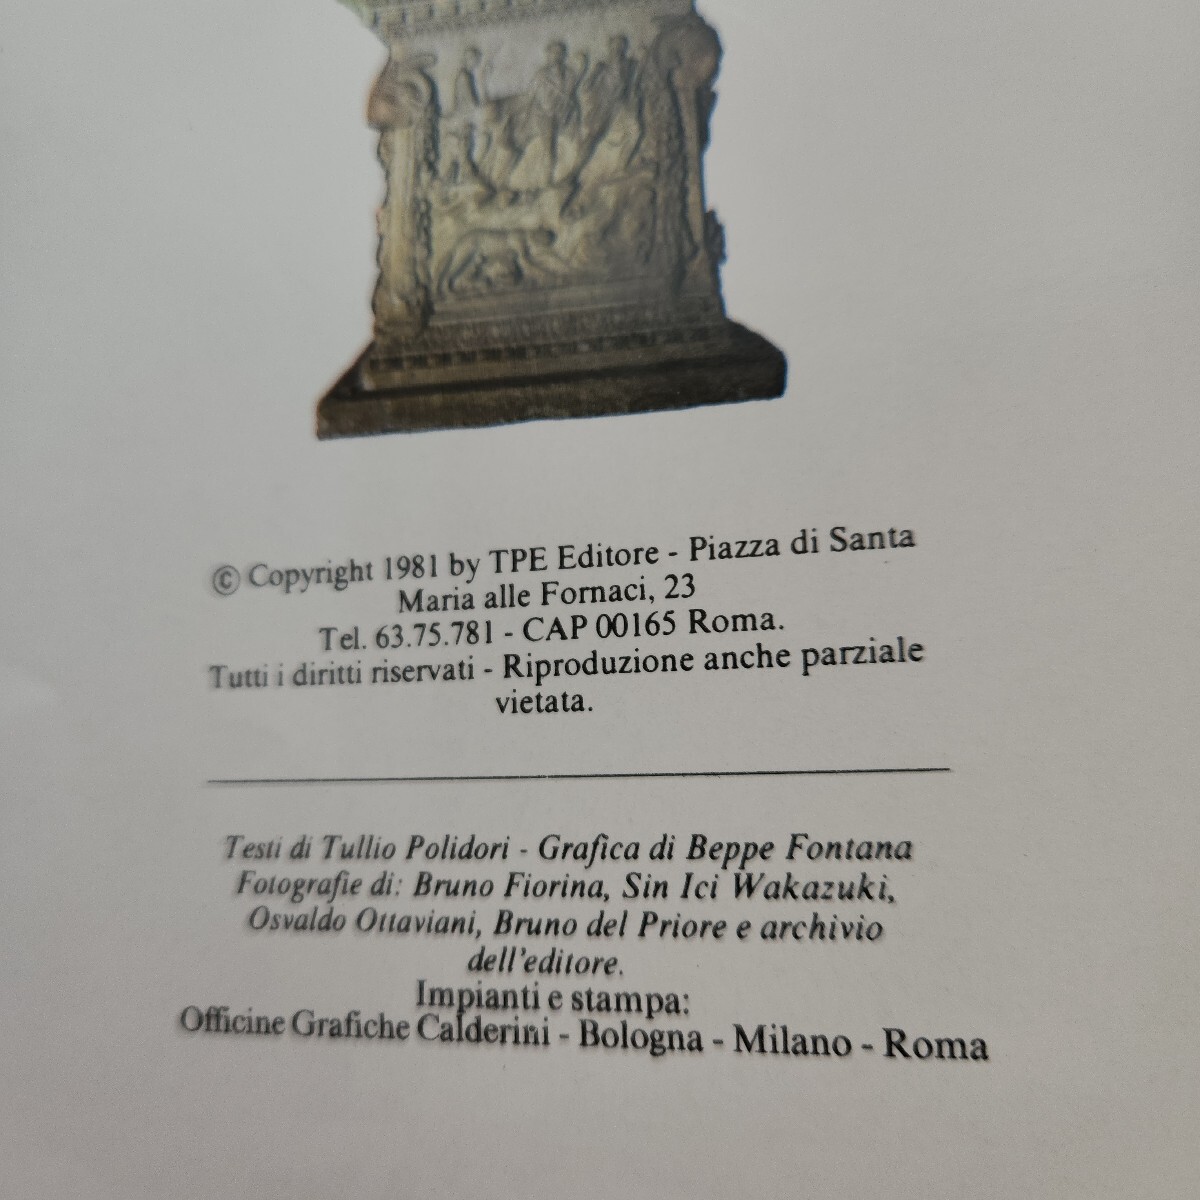 © Copyright 1981 by TPE Editore - Piazza di Santa
Maria alle Fornaci, 23
Tel. 63.75.781 - CAP 00165 Roma.
Tutti i diritti riservati - Riproduzione anche parziale
vietata.
Testi di Tullio Polidori - Grafica di Beppe Fontana
Fotografie di: Bruno Fiorina, Sin Ici Wakazuki,
Osvaldo Ottaviani, Bruno del Priore e archivio
dell'editore.
Impianti e stampa:
Officine Grafiche Calderini - Bologna - Milano - Roma